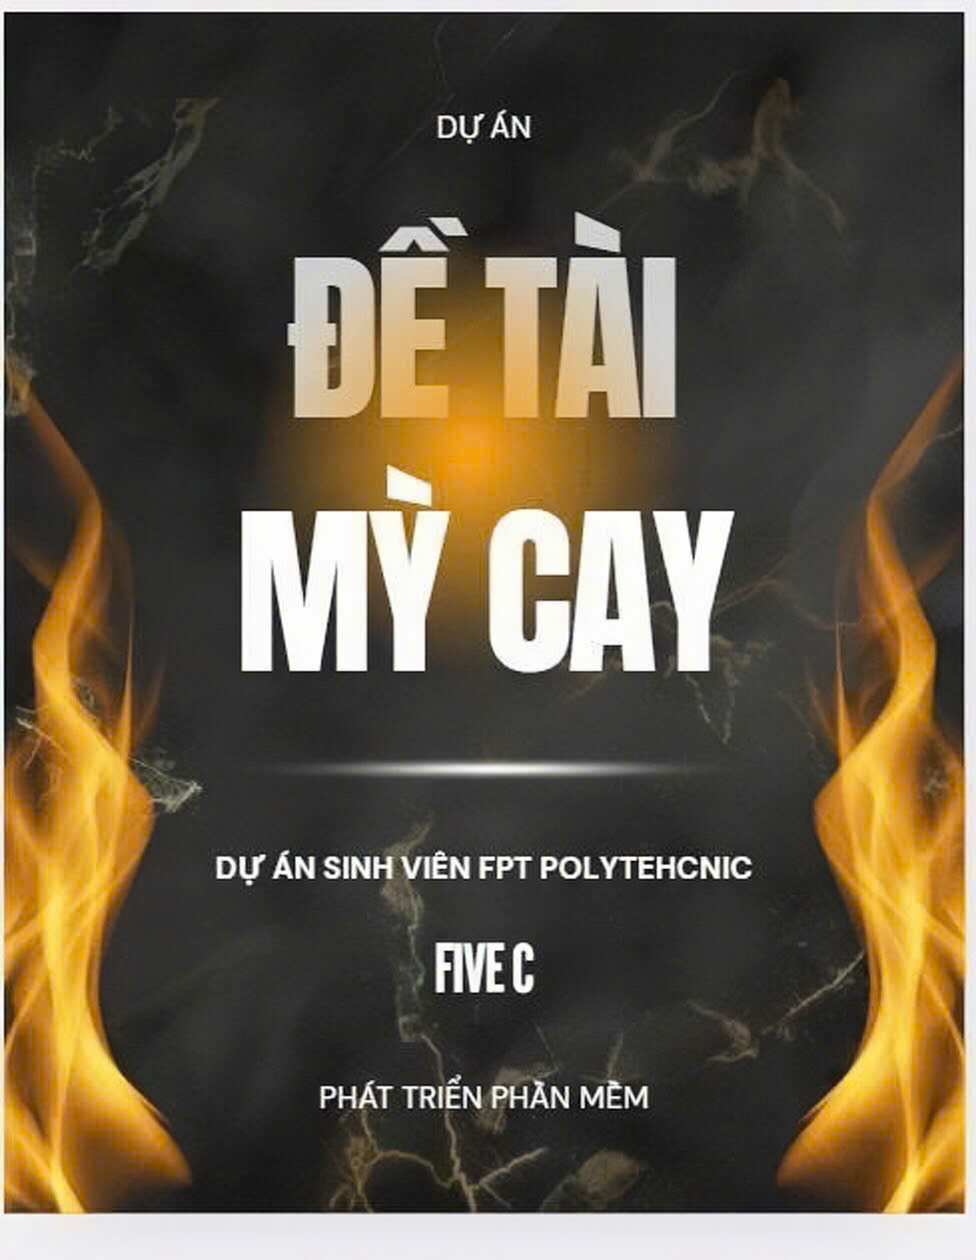 DỰ ÁN
ĐỀ TÀI
MỲ CAY
DỰ ÁN SINH VIÊN FPT POLYTEHCNIC
FIVE C
PHÁT TRIỂN PHẦN MỀM